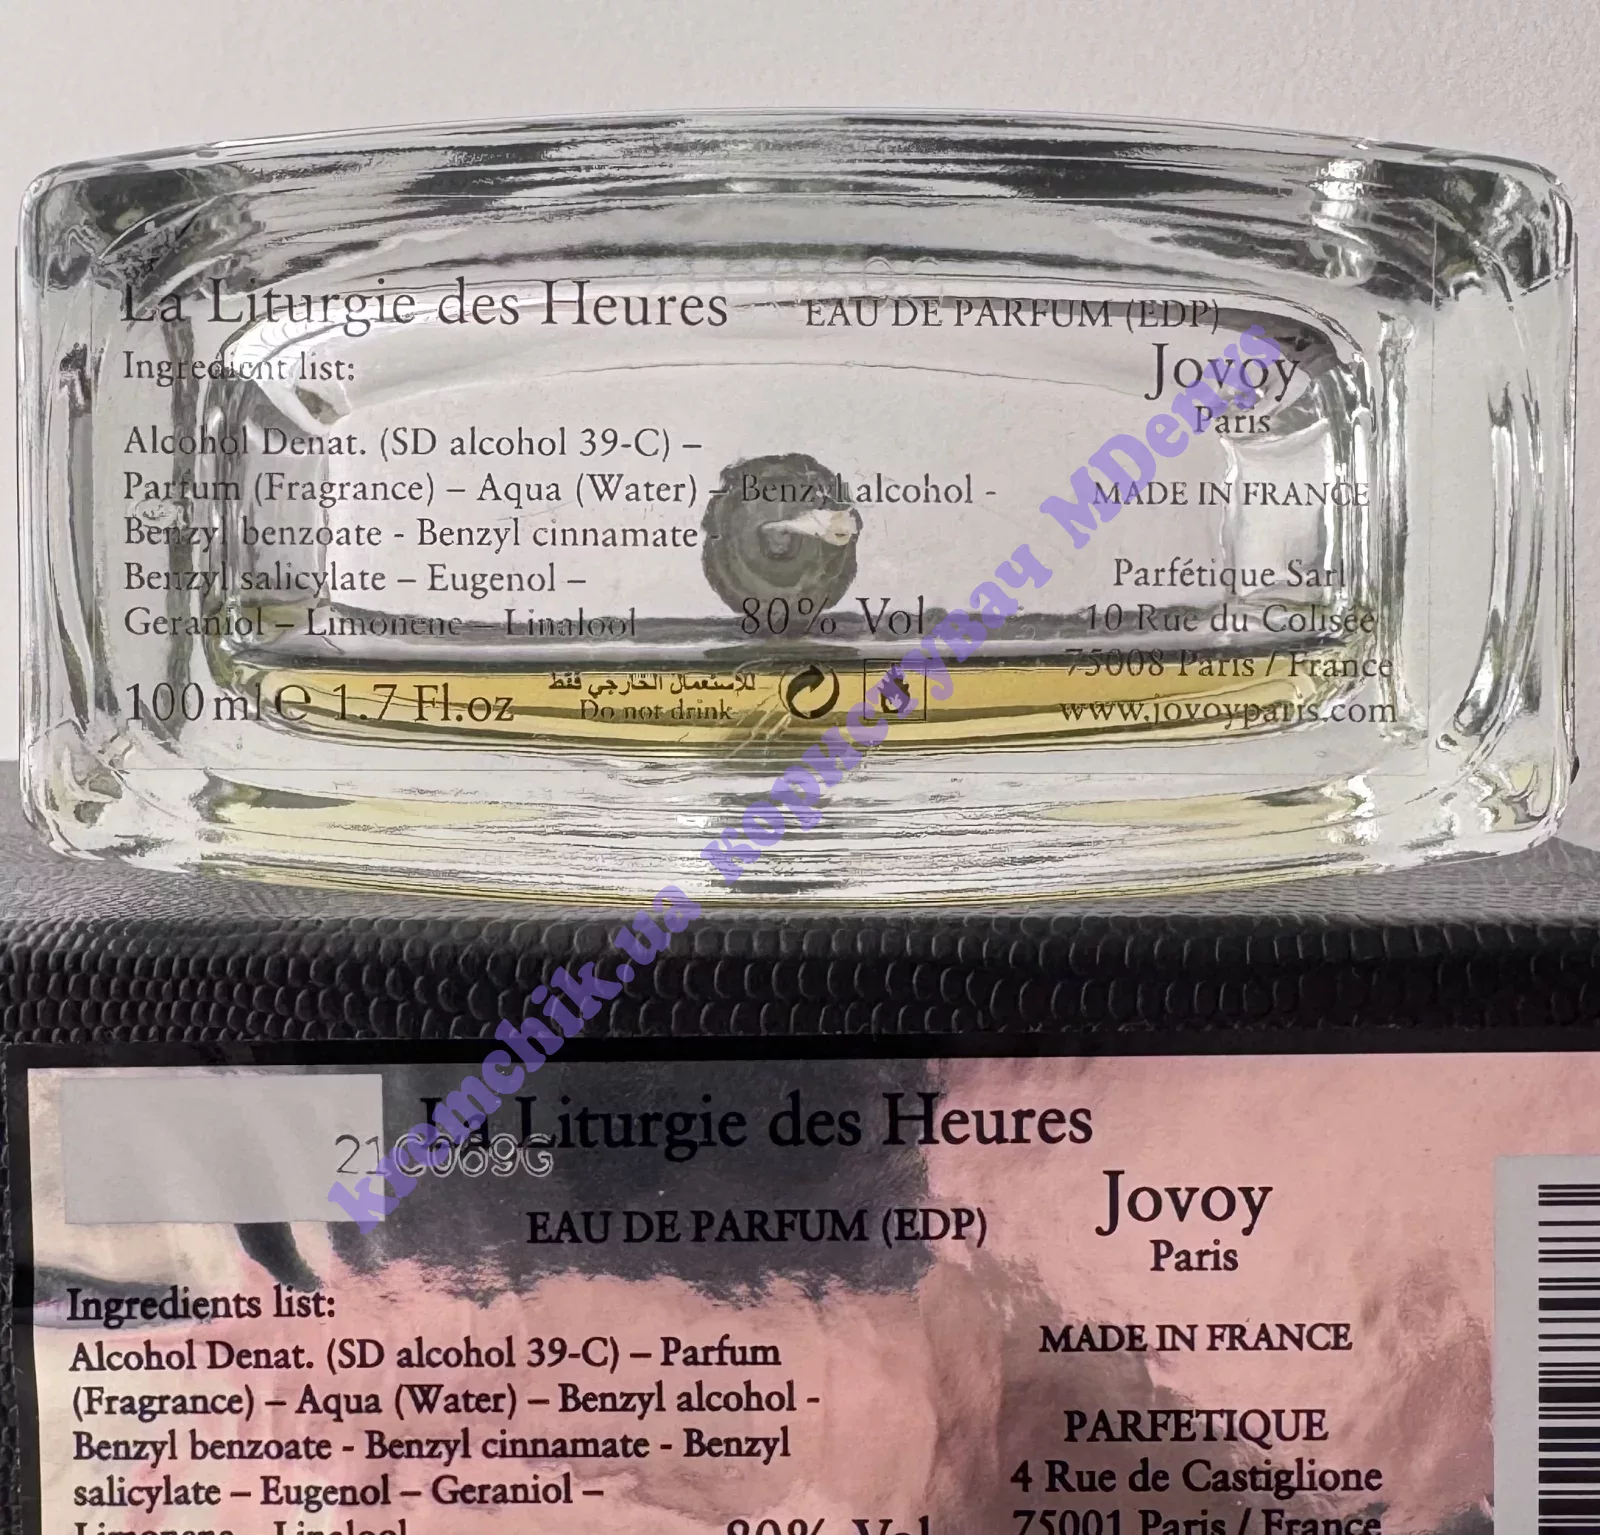 La Liturgie des Heures
EAU DE PARFUM (EDP)
Ingredient list:
Jovoy
Paris
Alcohol Denat. (SD alcohol 39-C) –
Parfum (Fragrance) – Aqua (Water) – Benzyl alcohol -
Benzyl benzoate - Benzyl cinnamate -
Benzyl salicylate – Eugenol –
Geraniol – Limonene – Linalool
80% Vol
MADE IN FRANCE
Parfétique Sarl
10 Rue du Colisée
75008 Paris / France
www.jovoyparis.com
100 ml e 1.7 Fl.oz
للاستعمال الخارجي فقط
Do not drink
kremchik.ua користувач MDenys
21C069G
La Liturgie des Heures
EAU DE PARFUM (EDP)
Jovoy
Paris
Ingredients list:
Alcohol Denat. (SD alcohol 39-C) – Parfum
(Fragrance) – Aqua (Water) – Benzyl alcohol -
Benzyl benzoate - Benzyl cinnamate - Benzyl
salicylate – Eugenol – Geraniol –
Limonene – Linalool
80% Vol
MADE IN FRANCE
PARFETIQUE
4 Rue de Castiglione
75001 Paris / France